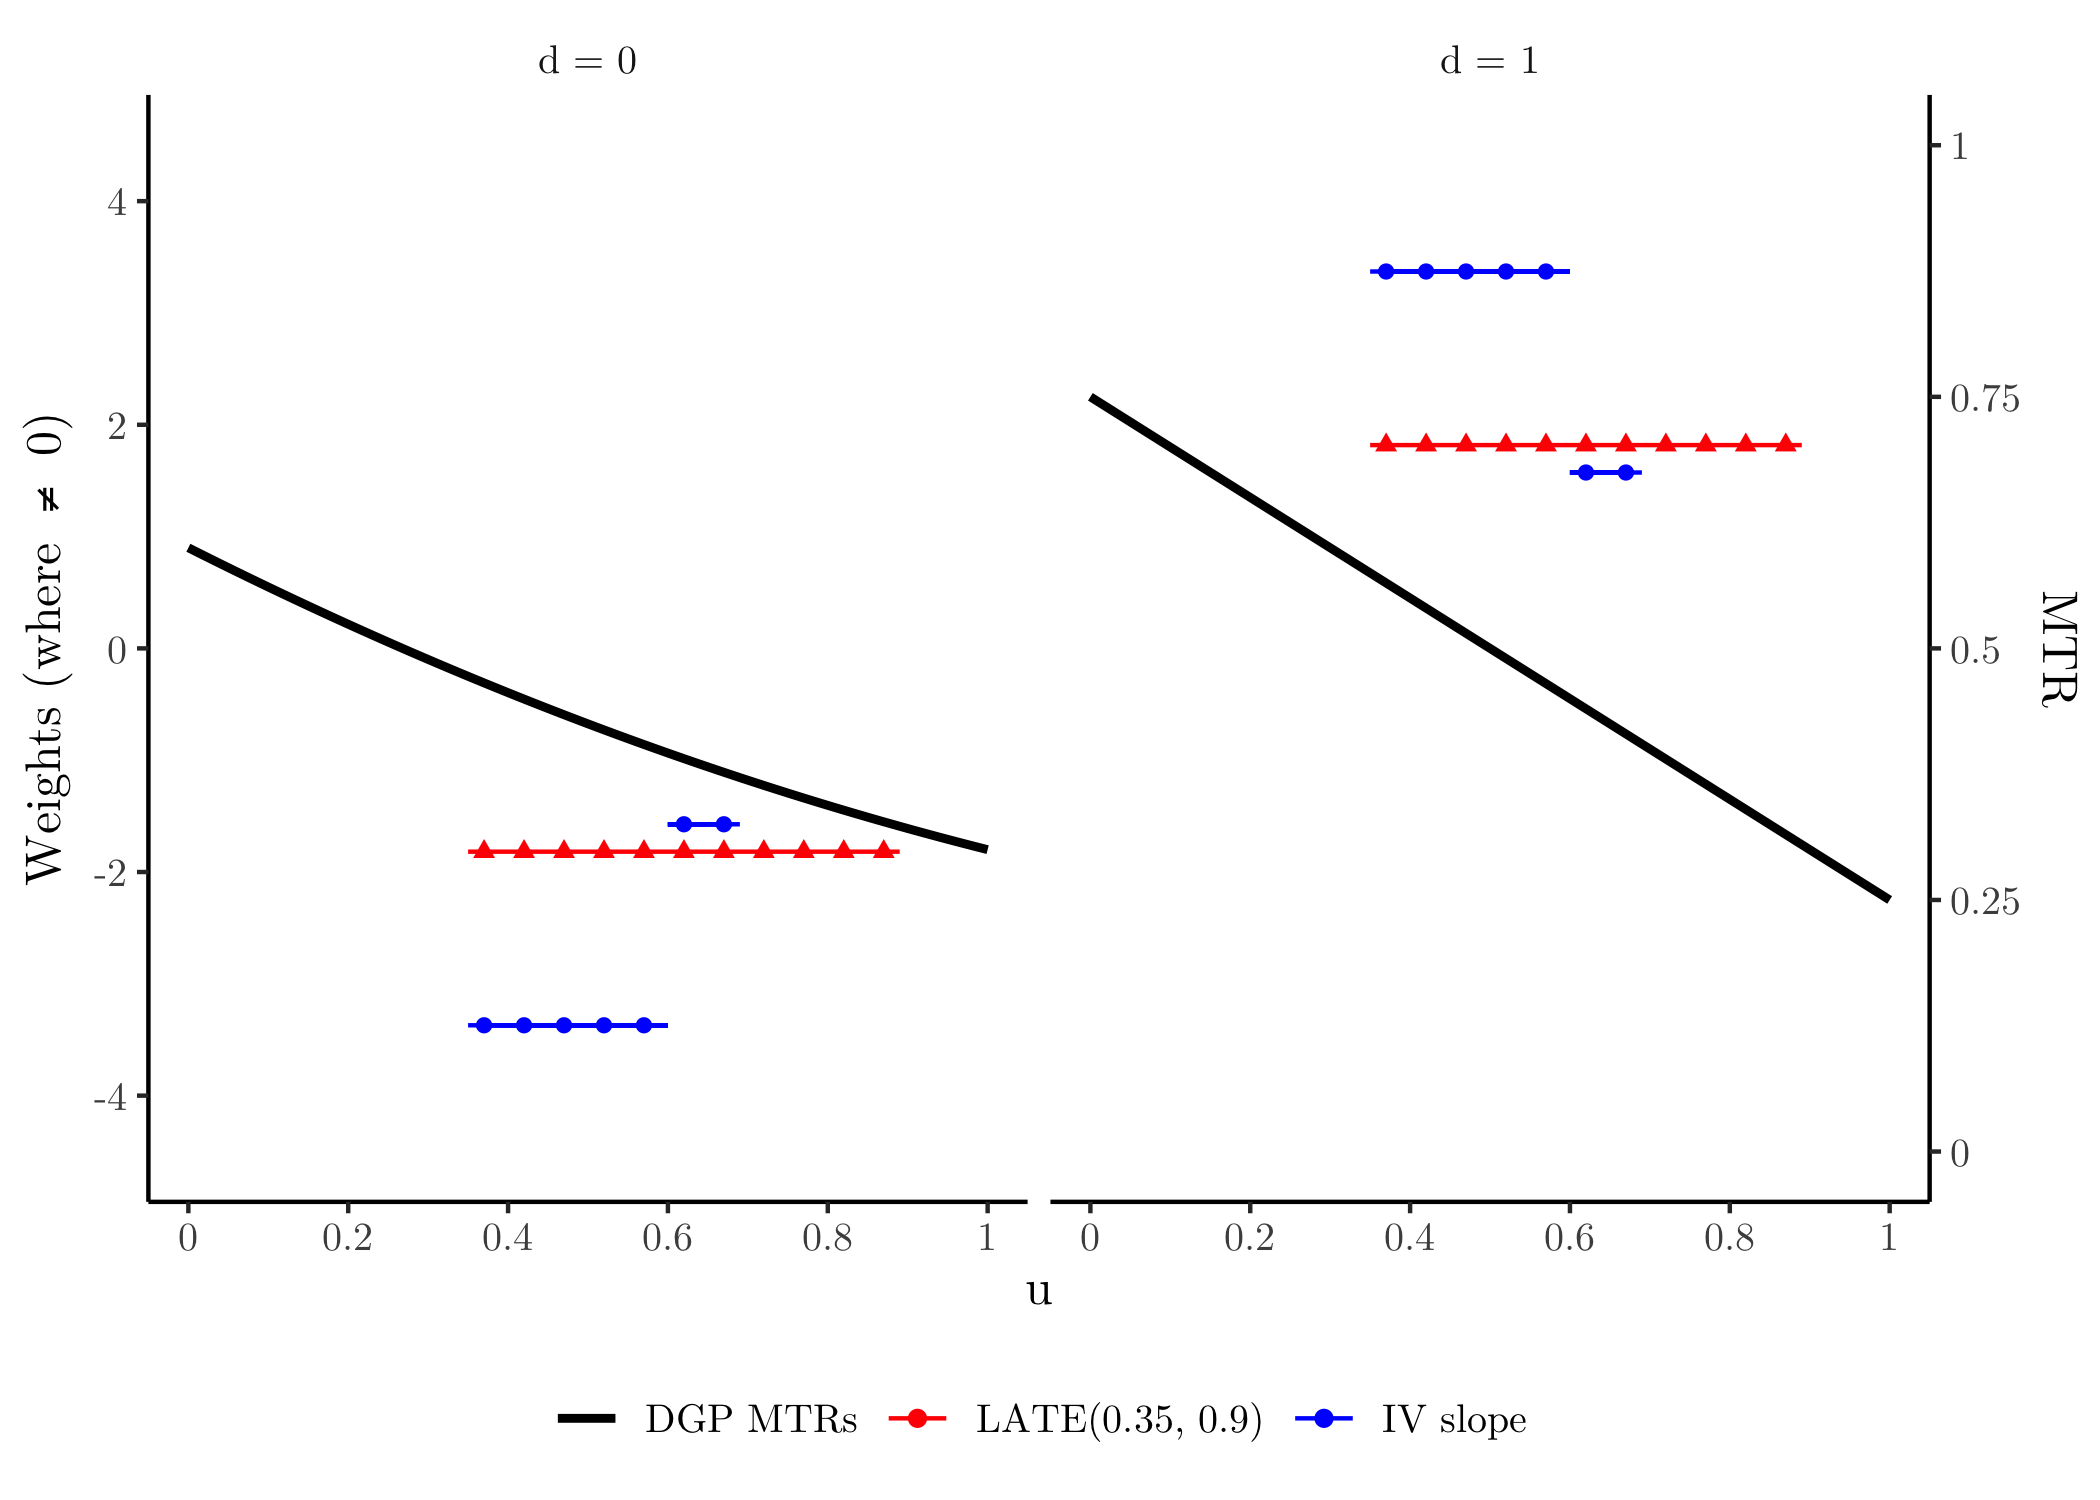 d = 0
d = 1
Weights (where ≠ 0)
4
2
0
-2
-4
1
0.75
0.5
0.25
0
MTR
0 0.2 0.4 0.6 0.8 1
0 0.2 0.4 0.6 0.8 1
u
DGP MTRs LATE(0.35, 0.9) IV slope